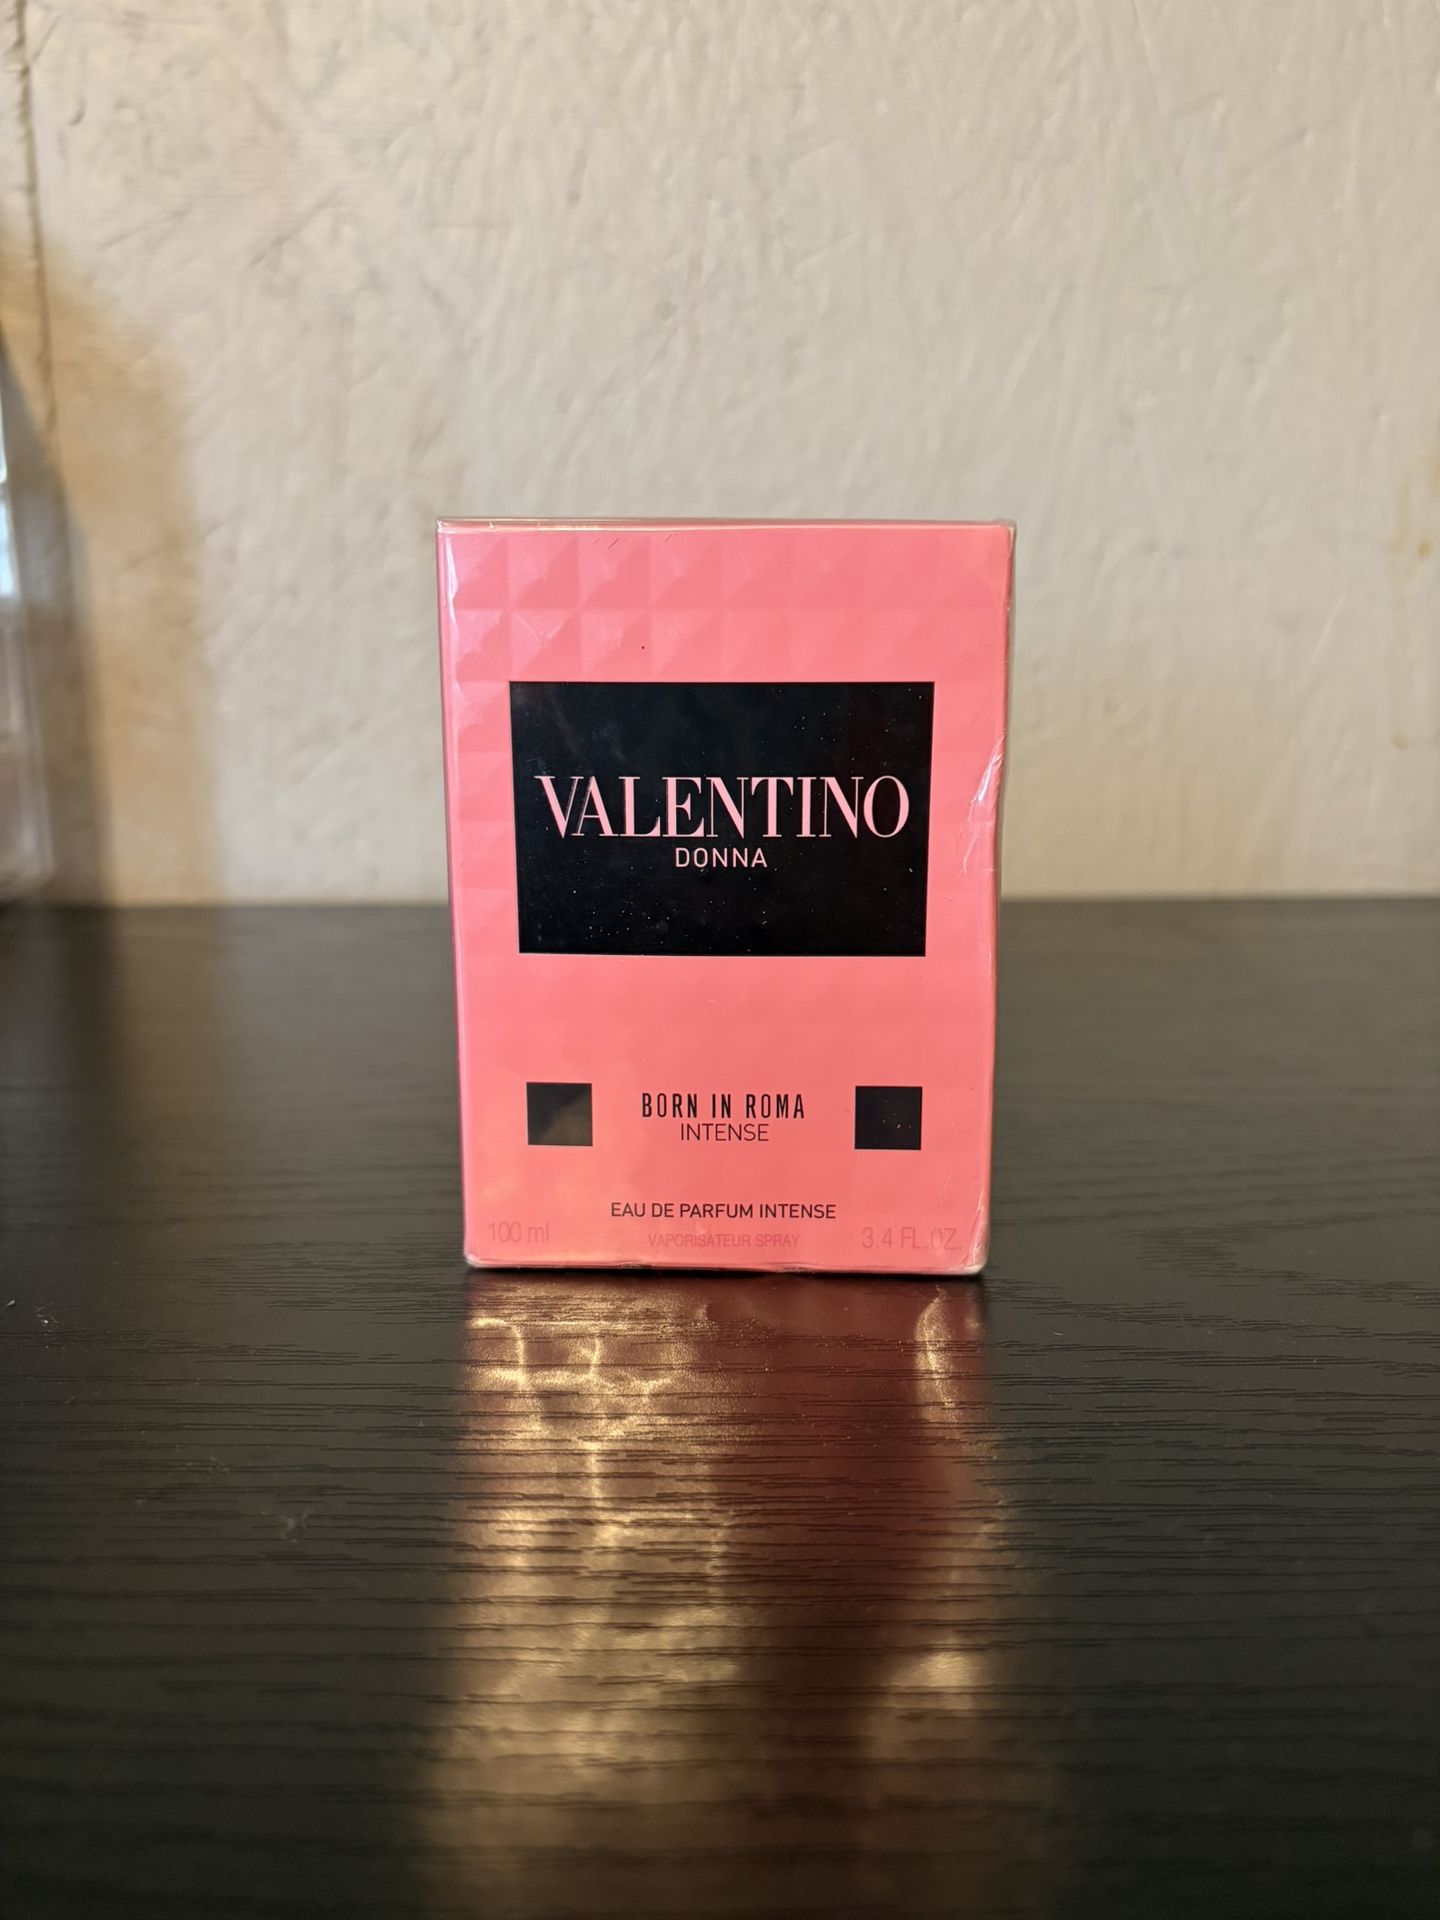 VALENTINO
DONNA
BORN IN ROMA
INTENSE
EAU DE PARFUM INTENSE
100 ml VAPORISATEUR SPRAY 3.4 FL.OZ.